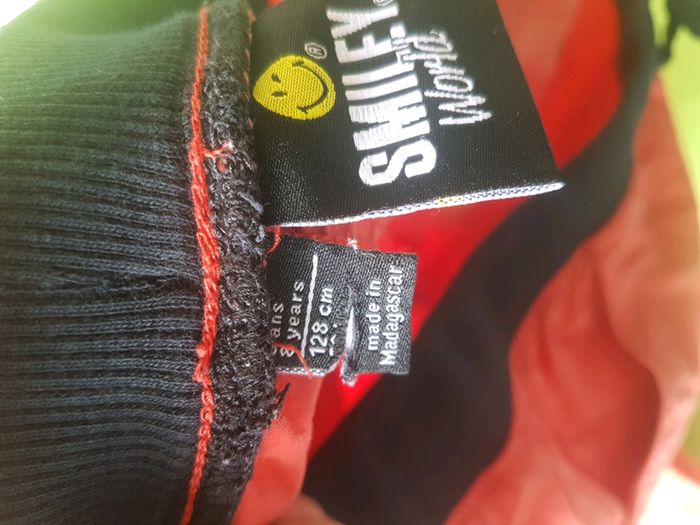 SMILEY
World
®
ans
8 years
128 cm
made in
Madagascar